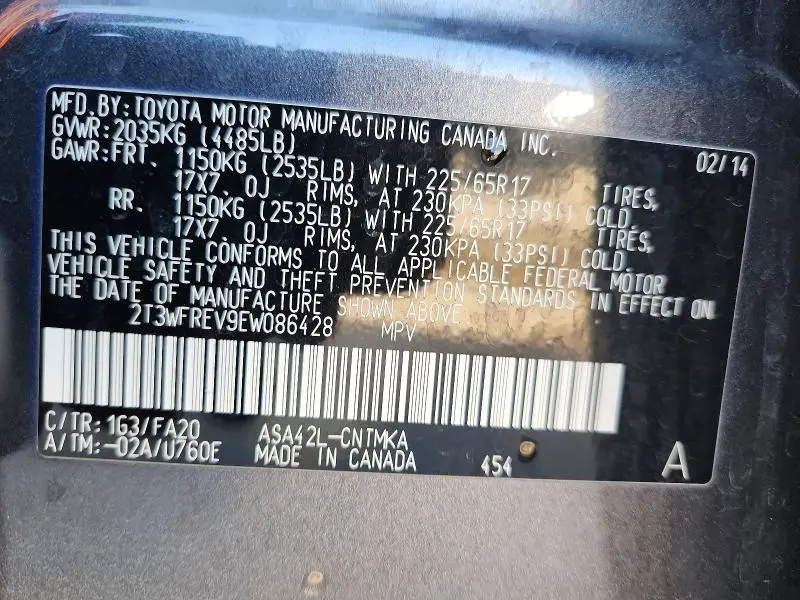 MFD. BY: TOYOTA MOTOR MANUFACTURING CANADA INC.
GVWR: 2035KG (4485LB) 02/14
GAWR: FRT. 1150KG (2535LB) WITH 225/65R17 TIRES,
17X7. 0J RIMS, AT 230KPA (33PSI) COLD.
RR. 1150KG (2535LB) WITH 225/65R17 TIRES,
17X7 0J RIMS, AT 230KPA (33PSI) COLD.
THIS VEHICLE CONFORMS TO ALL APPLICABLE FEDERAL MOTOR
VEHICLE SAFETY AND THEFT PREVENTION STANDARDS IN EFFECT ON
THE DATE OF MANUFACTURE SHOWN ABOVE.
2T3WFREV9EW086428 MPV
C/TR: 1G3/FA20 ASA42L-CNTMKA
A/TM: -02A/U760E MADE IN CANADA 454 A